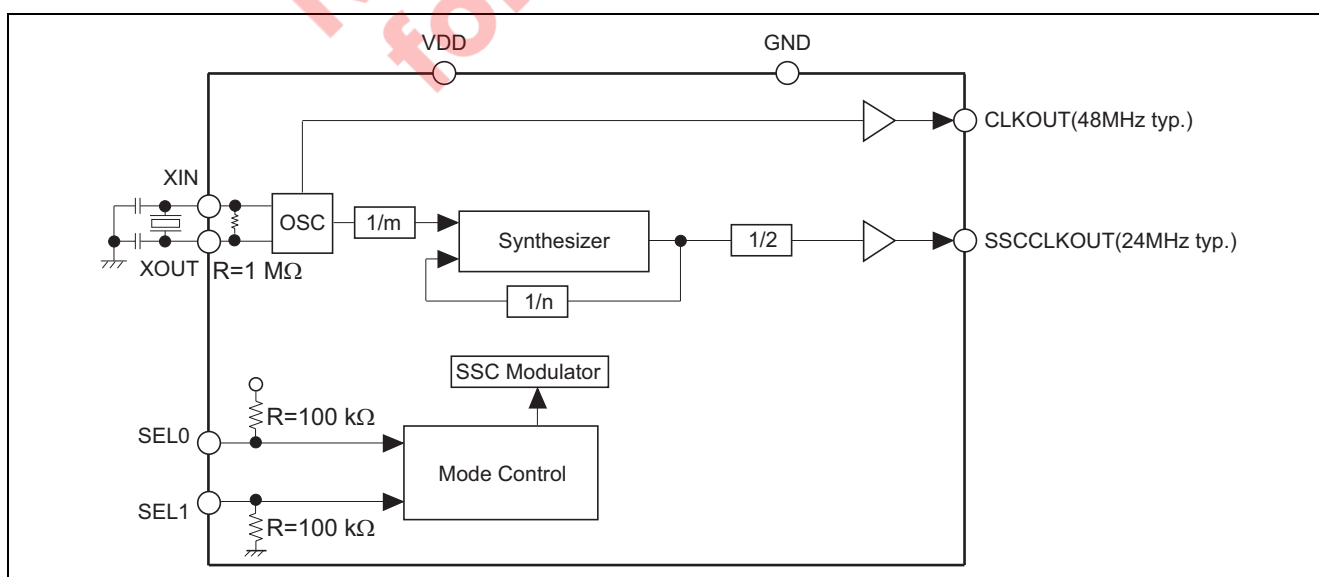 VDD
GND
CLKOUT(48MHz typ.)
XIN
OSC
1/m
Synthesizer
1/2
SSCCLKOUT(24MHz typ.)
XOUT
R=1 MΩ
1/n
SSC Modulator
R=100 kΩ
SEL0
Mode Control
SEL1
R=100 kΩ
fo